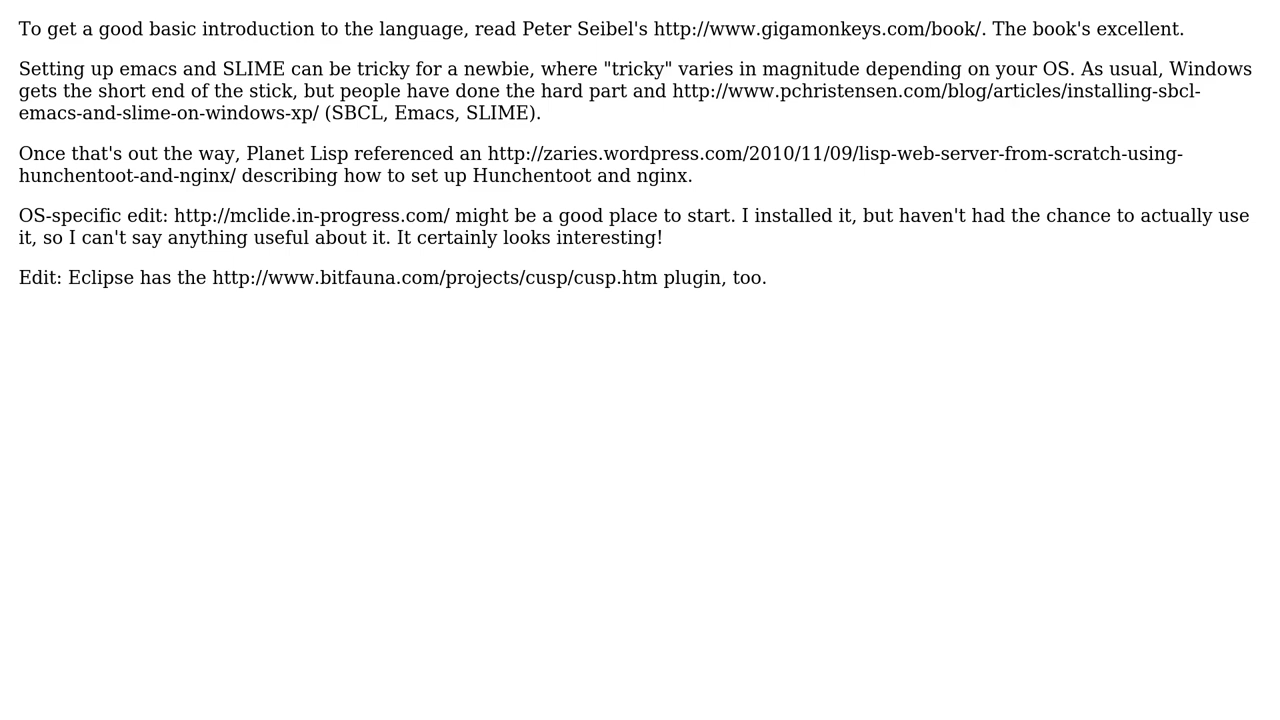 To get a good basic introduction to the language, read Peter Seibel's http://www.gigamonkeys.com/book/. The book's excellent.
Setting up emacs and SLIME can be tricky for a newbie, where "tricky" varies in magnitude depending on your OS. As usual, Windows
gets the short end of the stick, but people have done the hard part and http://www.pchristensen.com/blog/articles/installing-sbcl-
emacs-and-slime-on-windows-xp/ (SBCL, Emacs, SLIME).
Once that's out the way, Planet Lisp referenced an http://zaries.wordpress.com/2010/11/09/lisp-web-server-from-scratch-using-
hunchentoot-and-nginx/ describing how to set up Hunchentoot and nginx.
OS-specific edit: http://mclide.in-progress.com/ might be a good place to start. I installed it, but haven't had the chance to actually use
it, so I can't say anything useful about it. It certainly looks interesting!
Edit: Eclipse has the http://www.bitfauna.com/projects/cusp/cusp.htm plugin, too.